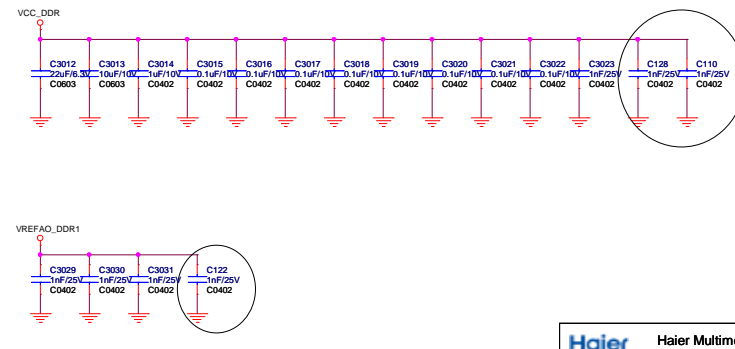 VCC_DDR
C3012 C3013 C3014 C3015 C3016 C3017 C3018 C3019 C3020 C3021 C3022 C3023 C128 C110
22uF/6.3V 10uF/10V 1uF/10V 0.1uF/10V 0.1uF/10V 0.1uF/10V 0.1uF/10V 0.1uF/10V 0.1uF/10V 0.1uF/10V 0.1uF/10V 1nF/25V 1nF/25V 1nF/25V
C0603 C0603 C0402 C0402 C0402 C0402 C0402 C0402 C0402 C0402 C0402 C0402 C0402 C0402
VREFAO_DDR1
C3029 C3030 C3031 C122
1nF/25V 1nF/25V 1nF/25V 1nF/25V
C0402 C0402 C0402 C0402
Haier Haier Multime